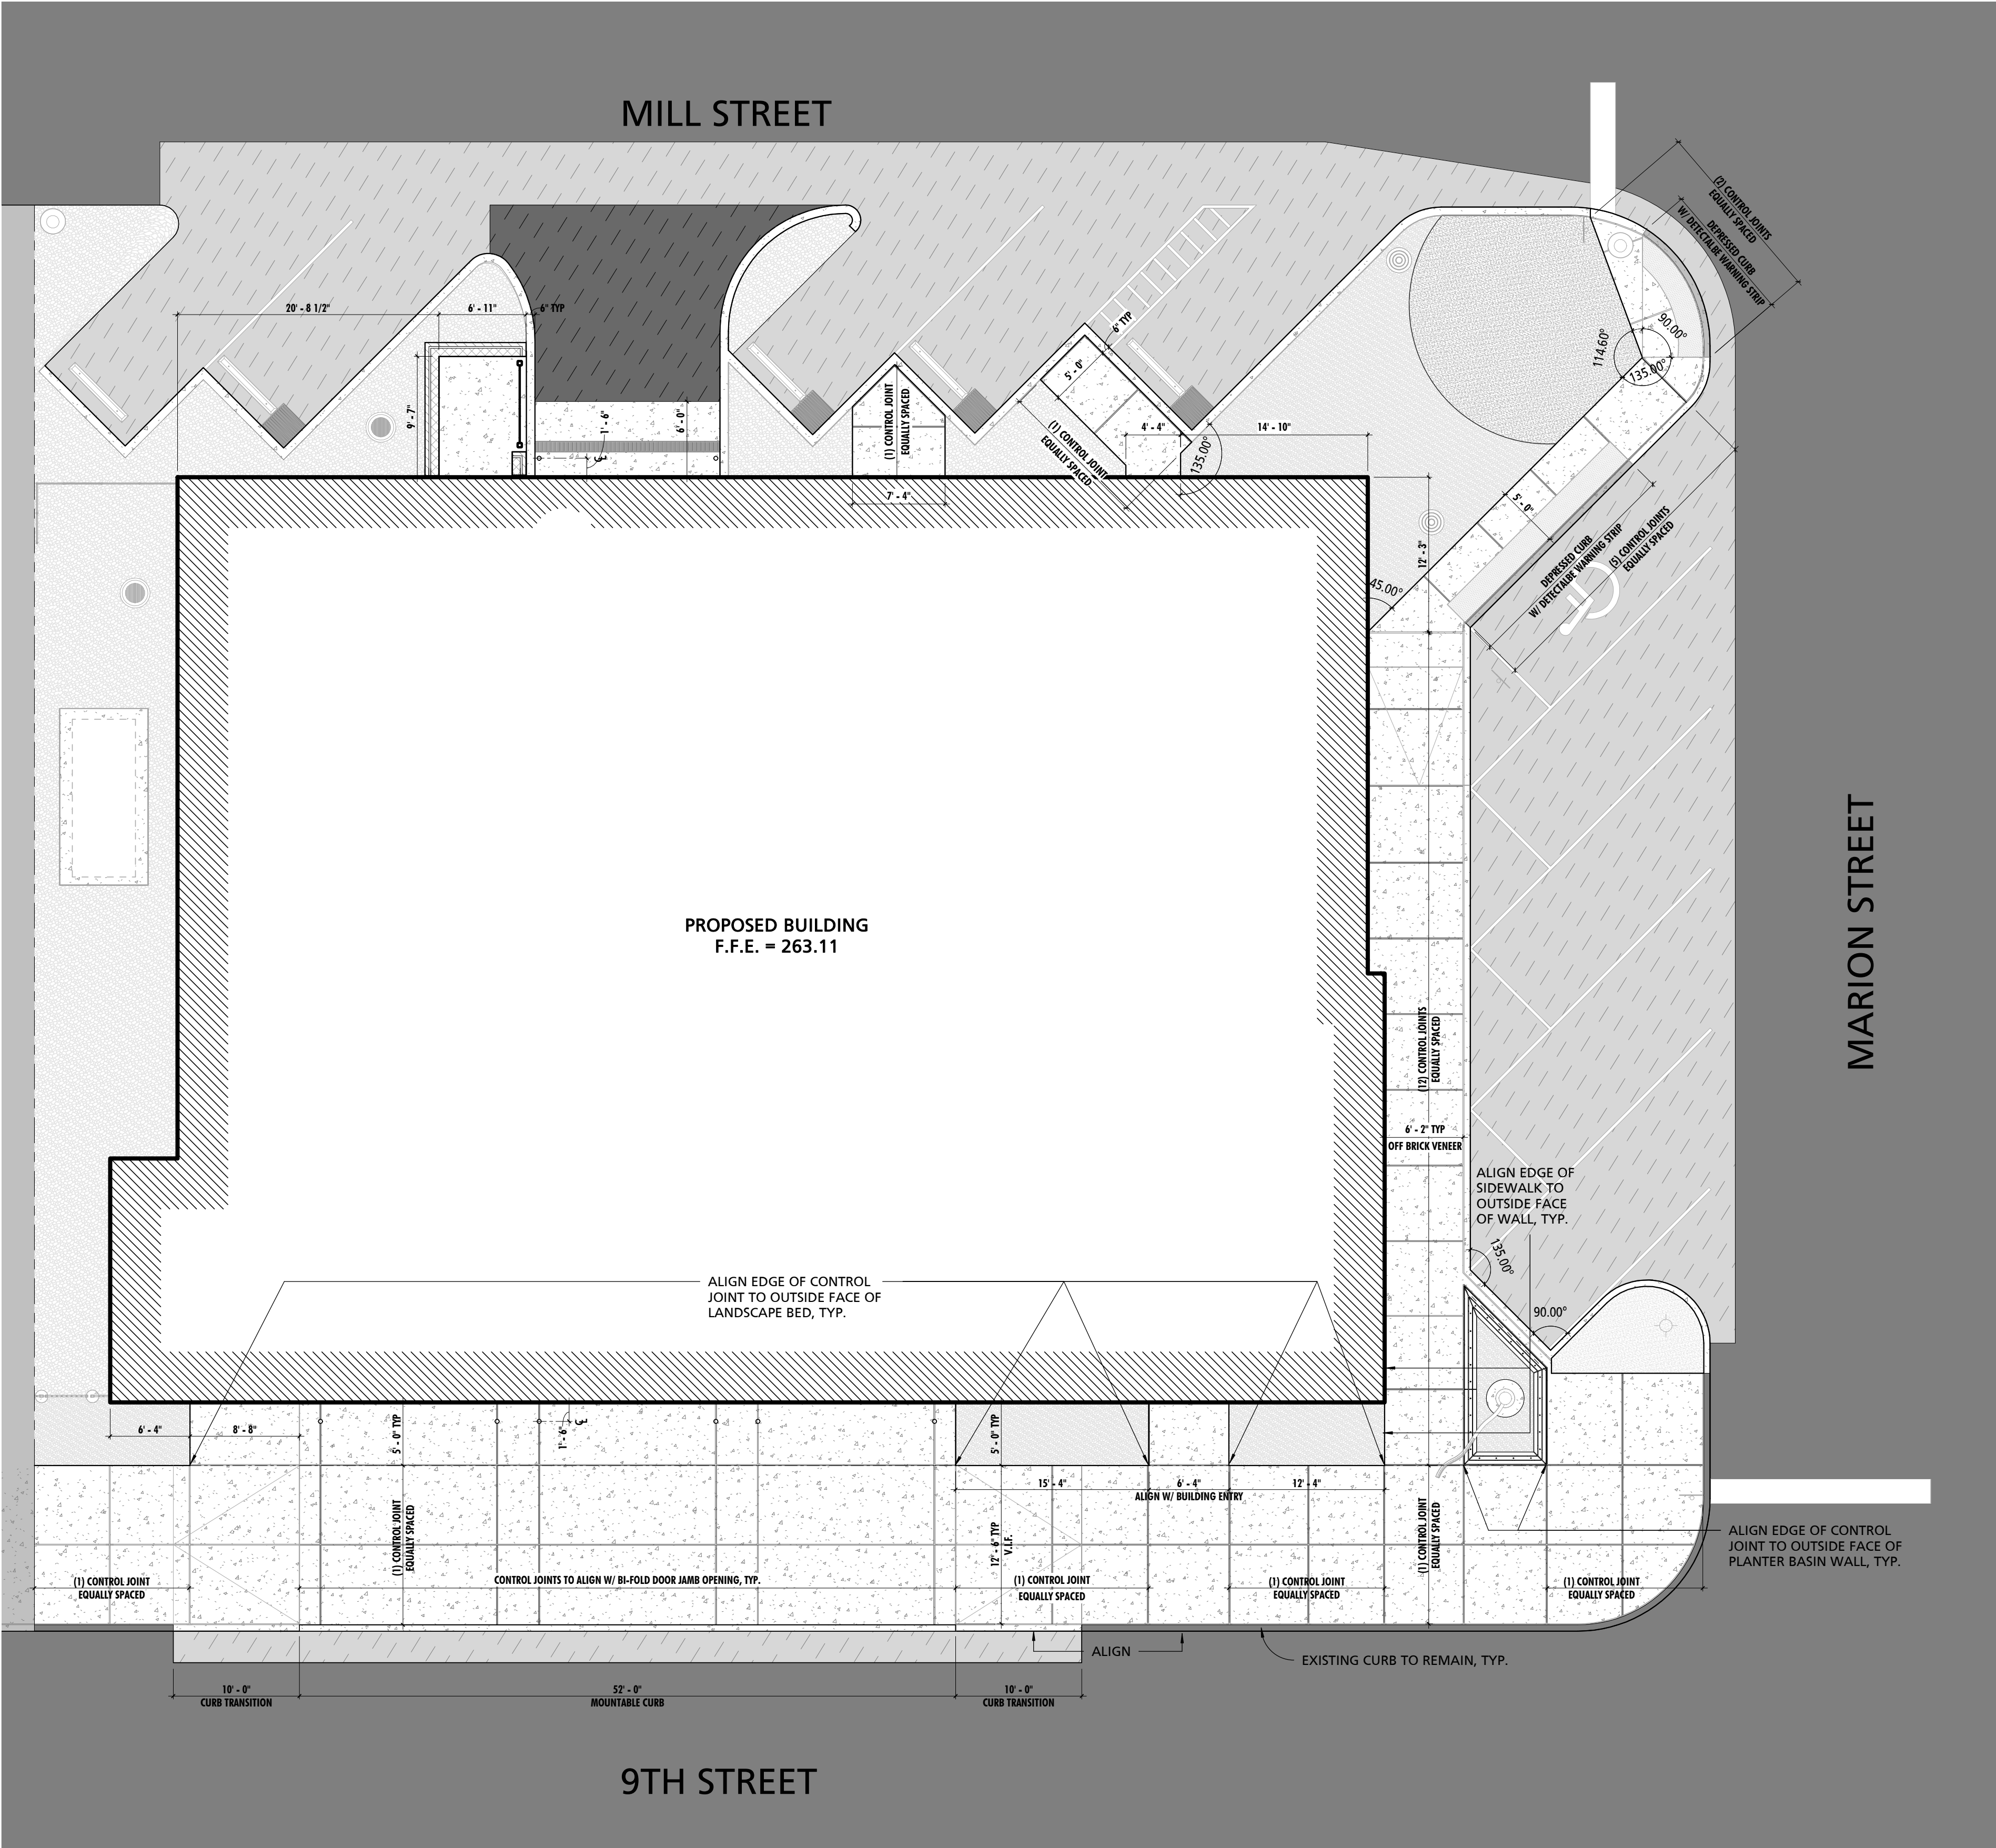 MILL STREET
(2) CONTROL JOINTS
EQUALLY SPACED
DEPRESSED CURB
W/ DETECTALBE WARNING STRIP
20' - 8 1/2"
6' - 11"
6" TYP
6" TYP
90.00°
114.60°
135.00°
9' - 7"
1' - 6"
CL
6' - 0"
(1) CONTROL JOINT
EQUALLY SPACED
5' - 0"
(1) CONTROL JOINT
EQUALLY SPACED
4' - 4"
135.00°
14' - 10"
7' - 4"
5' - 0"
12' - 3"
45.00°
DEPRESSED CURB
W/ DETECTALBE WARNING STRIP
(5) CONTROL JOINTS
EQUALLY SPACED
PROPOSED BUILDING
F.F.E. = 263.11
MARION STREET
(12) CONTROL JOINTS
EQUALLY SPACED
6' - 2" TYP
OFF BRICK VENEER
ALIGN EDGE OF
SIDEWALK TO
OUTSIDE FACE
OF WALL, TYP.
135.00°
90.00°
ALIGN EDGE OF CONTROL
JOINT TO OUTSIDE FACE OF
LANDSCAPE BED, TYP.
6' - 4"
8' - 8"
5' - 0" TYP
1' - 6"
CL
5' - 0" TYP
15' - 4"
6' - 4"
12' - 4"
ALIGN W/ BUILDING ENTRY
(1) CONTROL JOINT
EQUALLY SPACED
12' - 6" TYP
V.I.F.
(1) CONTROL JOINT
EQUALLY SPACED
ALIGN EDGE OF CONTROL
JOINT TO OUTSIDE FACE OF
PLANTER BASIN WALL, TYP.
(1) CONTROL JOINT
EQUALLY SPACED
CONTROL JOINTS TO ALIGN W/ BI-FOLD DOOR JAMB OPENING, TYP.
(1) CONTROL JOINT
EQUALLY SPACED
(1) CONTROL JOINT
EQUALLY SPACED
(1) CONTROL JOINT
EQUALLY SPACED
ALIGN
EXISTING CURB TO REMAIN, TYP.
10' - 0"
CURB TRANSITION
52' - 0"
MOUNTABLE CURB
10' - 0"
CURB TRANSITION
9TH STREET